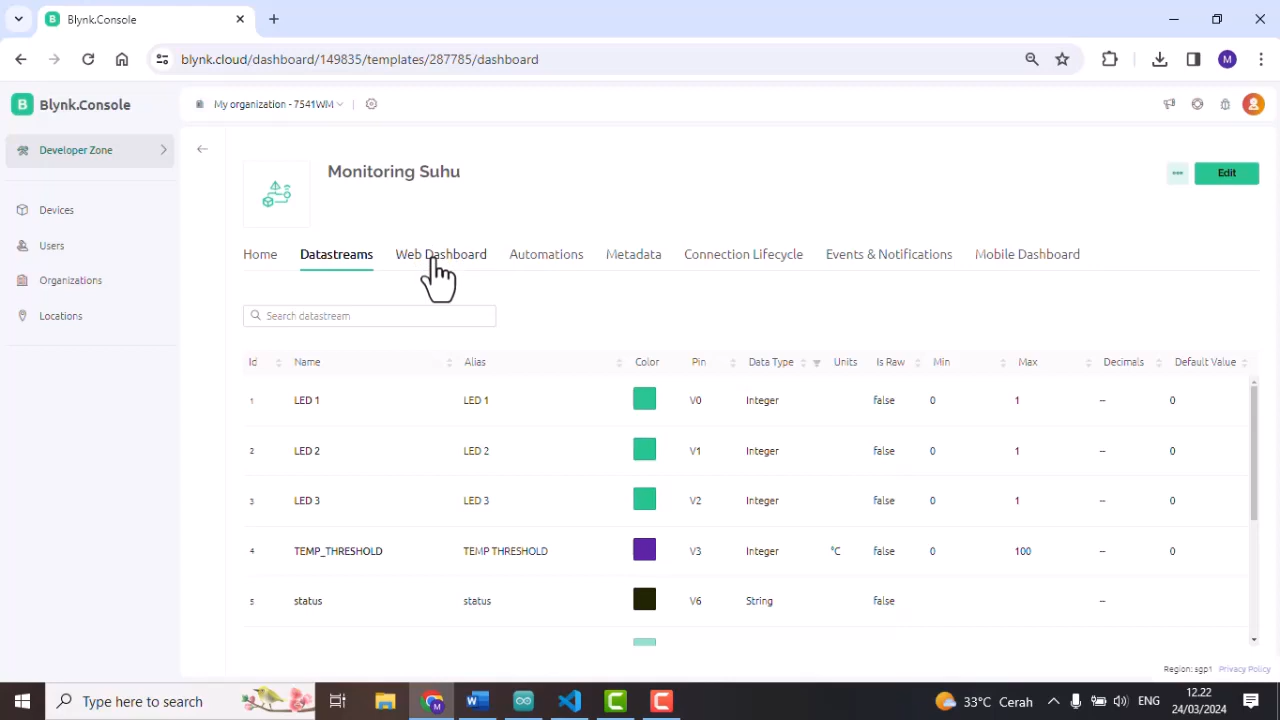 Blynk.Console
blynk.cloud/dashboard/149835/templates/287785/dashboard
M
B
Blynk.Console
My organization - 7541WM
Developer Zone
Devices
Users
Organizations
Locations
Monitoring Suhu
Edit
Home Datastreams Web Dashboard Automations Metadata Connection Lifecycle Events & Notifications Mobile Dashboard
Search datastream
Id Name Alias Color Pin Data Type Units Is Raw Min Max Decimals Default Value
1 LED 1 LED 1 V0 Integer false 0 1 – 0
2 LED 2 LED 2 V1 Integer false 0 1 – 0
3 LED 3 LED 3 V2 Integer false 0 1 – 0
4 TEMP_THRESHOLD TEMP THRESHOLD V3 Integer °C false 0 100 – 0
5 status status V6 String false –
Region: sgp1 Privacy Policy
Type here to search
33°C Cerah
ENG
12.22
24/03/2024